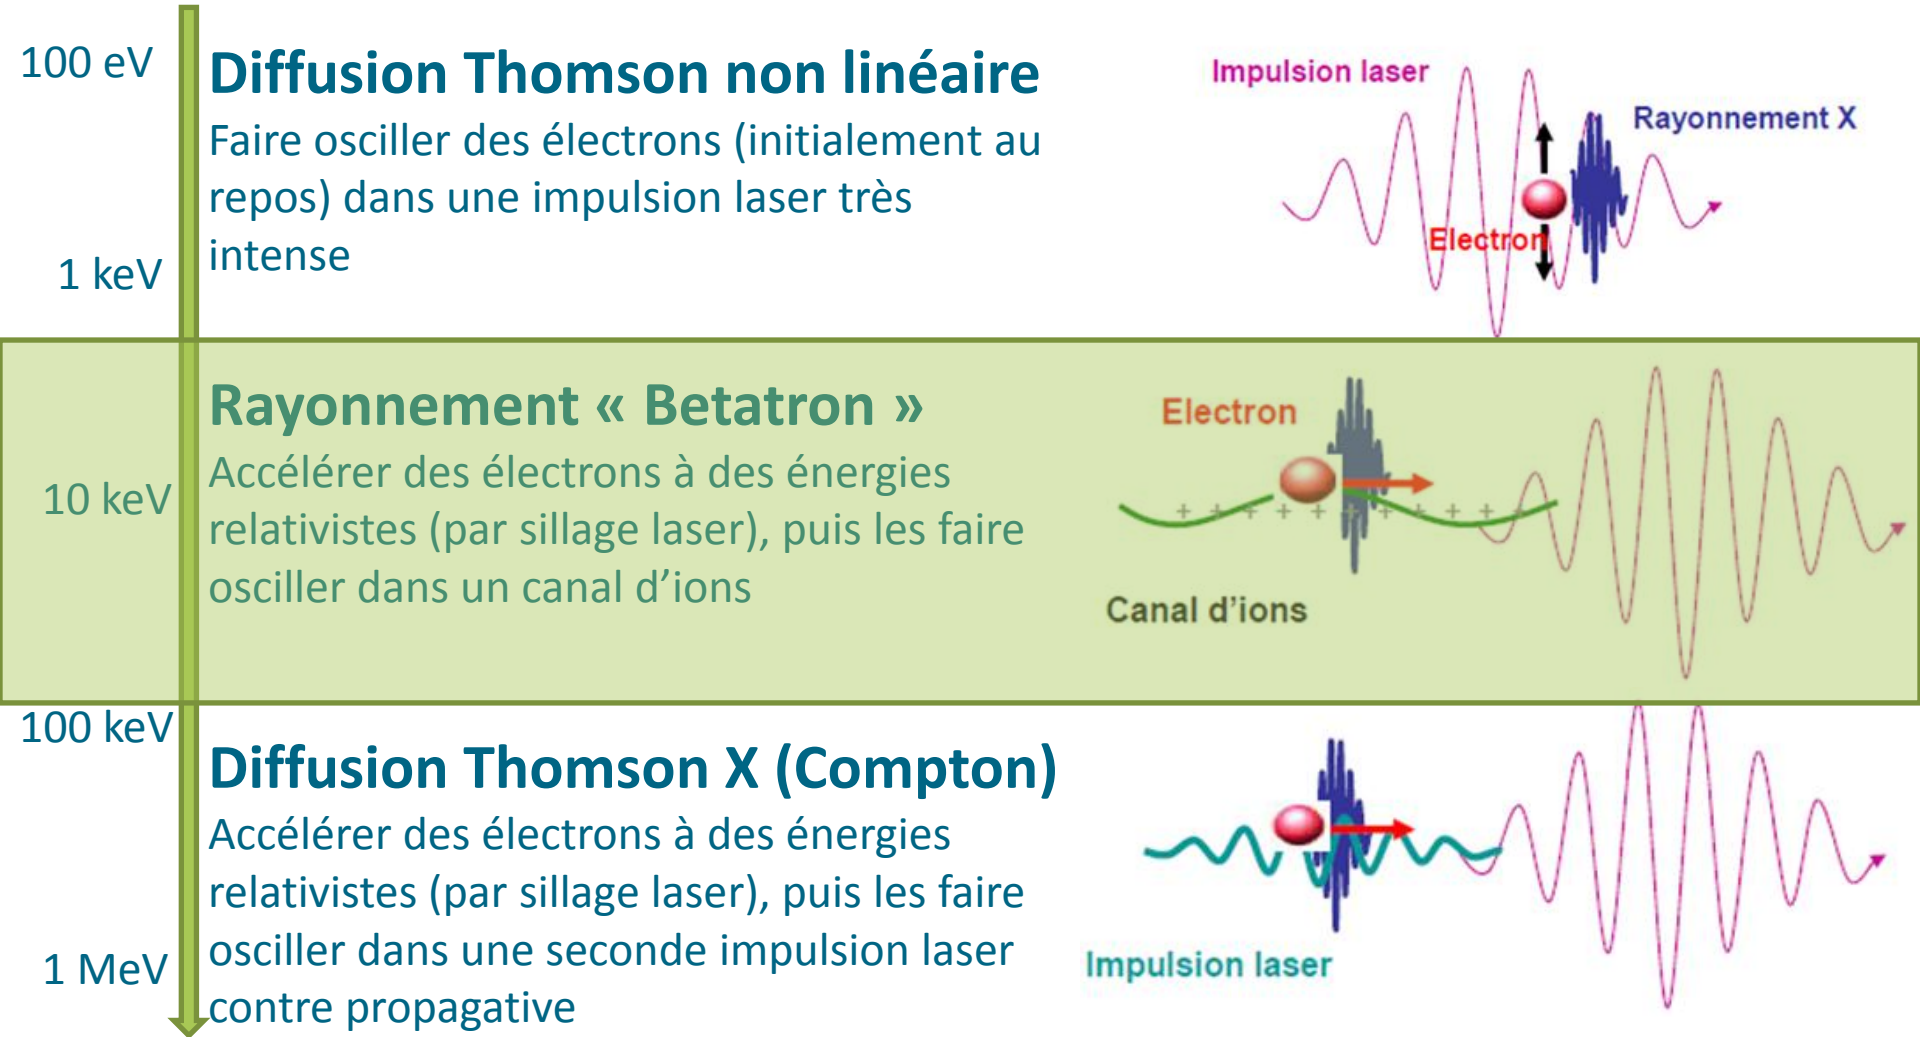 100 eV
Diffusion Thomson non linéaire
Faire osciller des électrons (initialement au
repos) dans une impulsion laser très
intense
1 keV
Impulsion laser
Rayonnement X
Electron
Rayonnement « Betatron »
Accélérer des électrons à des énergies
relativistes (par sillage laser), puis les faire
osciller dans un canal d’ions
10 keV
Electron
+ + + + + + + + + + +
Canal d’ions
100 keV
Diffusion Thomson X (Compton)
Accélérer des électrons à des énergies
relativistes (par sillage laser), puis les faire
osciller dans une seconde impulsion laser
contre propagative
1 MeV
Impulsion laser